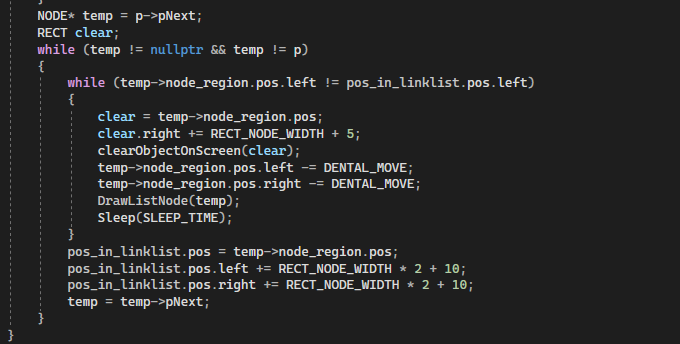 }
NODE* temp = p->pNext;
RECT clear;
while (temp != nullptr && temp != p)
{
while (temp->node_region.pos.left != pos_in_linklist.pos.left)
{
clear = temp->node_region.pos;
clear.right += RECT_NODE_WIDTH + 5;
clearObjectOnScreen(clear);
temp->node_region.pos.left -= DENTAL_MOVE;
temp->node_region.pos.right -= DENTAL_MOVE;
DrawListNode(temp);
Sleep(SLEEP_TIME);
}
pos_in_linklist.pos = temp->node_region.pos;
pos_in_linklist.pos.left += RECT_NODE_WIDTH * 2 + 10;
pos_in_linklist.pos.right += RECT_NODE_WIDTH * 2 + 10;
temp = temp->pNext;
}
}